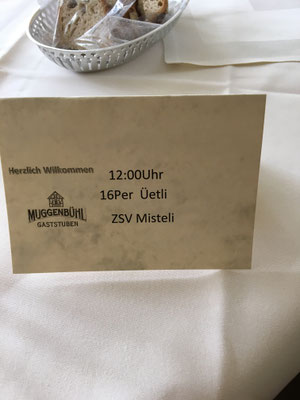 Herzlich Willkommen
12:00Uhr
16Per Üetli
MUGGENBÜHL
GASTSTUBEN
ZSV Misteli